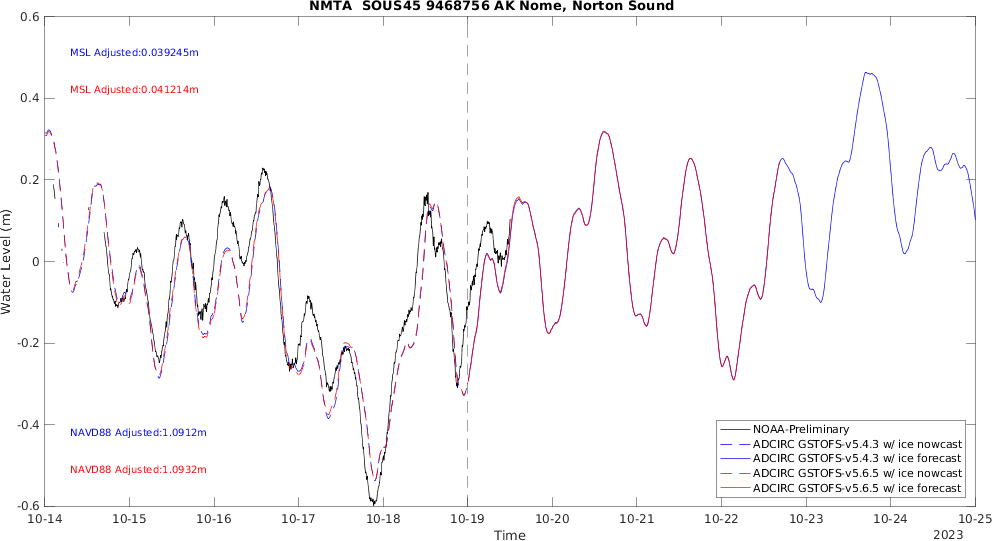 NMTA  SOUS45 9468756 AK Nome, Norton Sound
0.6
MSL Adjusted:0.039245m
MSL Adjusted:0.041214m
0.4
0.2
0
-0.2
-0.4
-0.6
Water Level (m)
NAVD88 Adjusted:1.0912m
NAVD88 Adjusted:1.0932m
NOAA-Preliminary
ADCIRC GSTOFS-v5.4.3 w/ ice nowcast
ADCIRC GSTOFS-v5.4.3 w/ ice forecast
ADCIRC GSTOFS-v5.6.5 w/ ice nowcast
ADCIRC GSTOFS-v5.6.5 w/ ice forecast
10-14 10-15 10-16 10-17 10-18 10-19 10-20 10-21 10-22 10-23 10-24 10-25
Time
2023